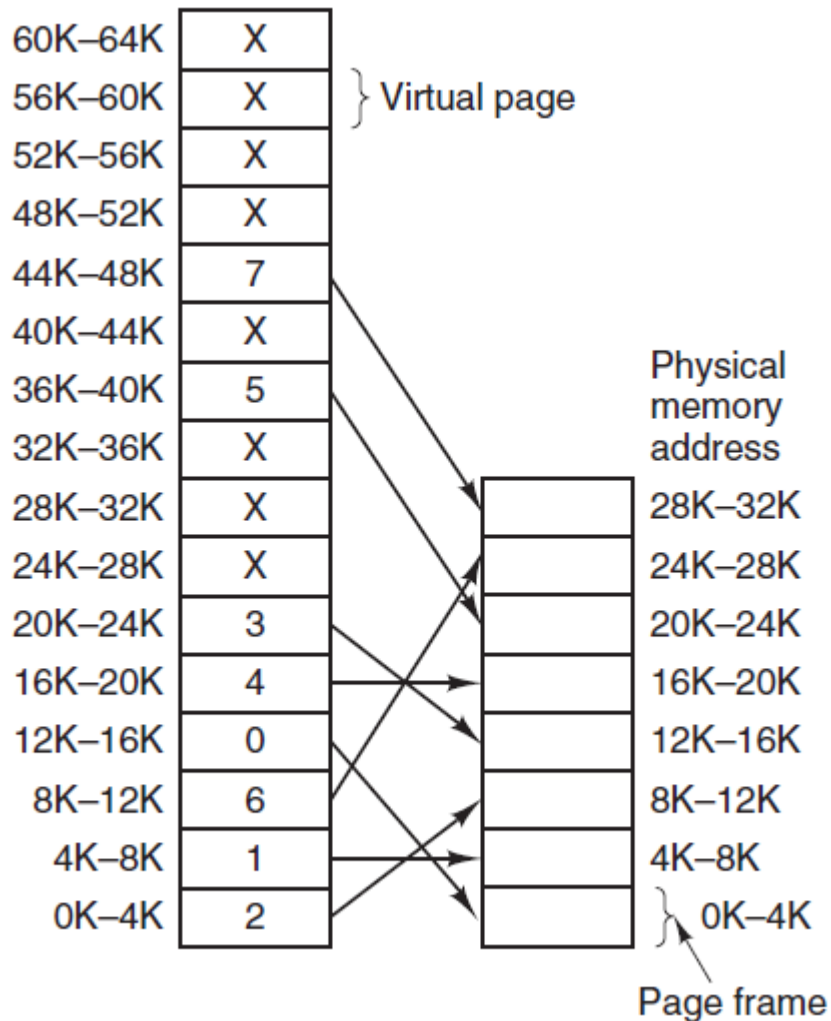 60K–64K X
56K–60K X Virtual page
52K–56K X
48K–52K X
44K–48K 7
40K–44K X
36K–40K 5
32K–36K X
28K–32K X
24K–28K X
20K–24K 3
16K–20K 4
12K–16K 0
8K–12K 6
4K–8K 1
0K–4K 2
Physical
memory
address
28K–32K
24K–28K
20K–24K
16K–20K
12K–16K
8K–12K
4K–8K
0K–4K
Page frame